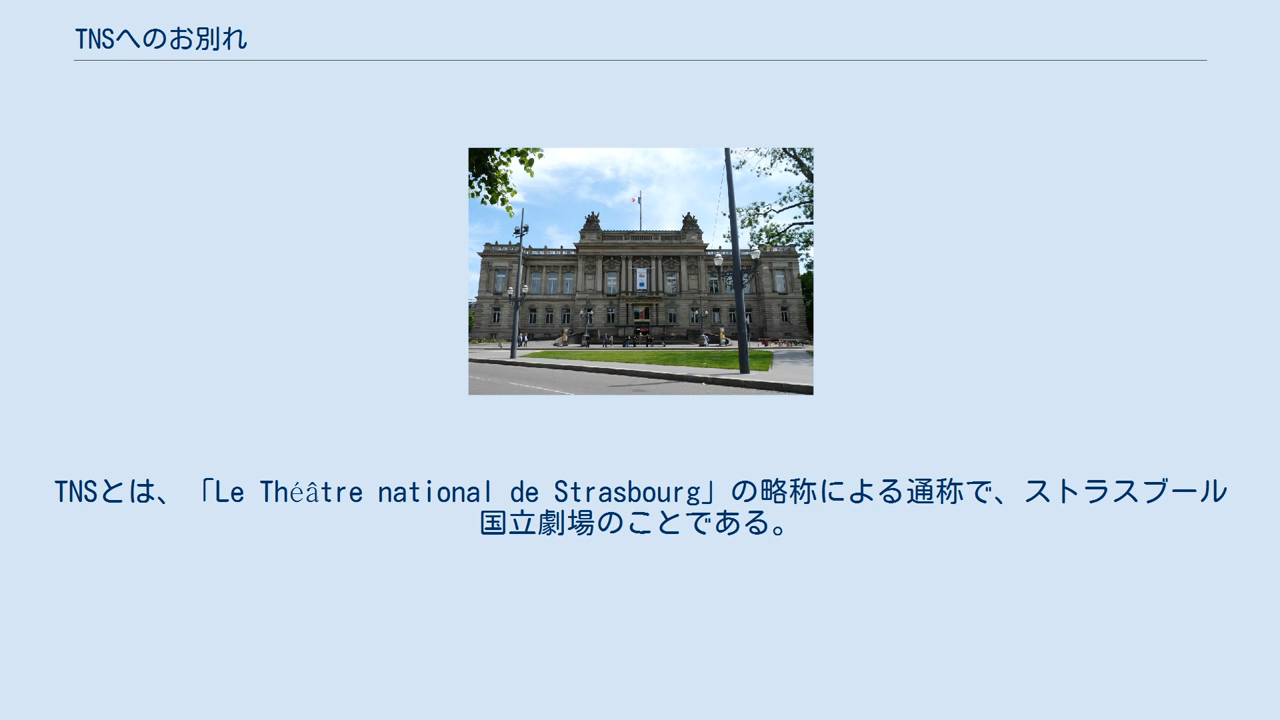 TNSへのお別れ
TNSとは、「Le Théâtre national de Strasbourg」の略称による通称で、ストラスブール
国立劇場のことである。